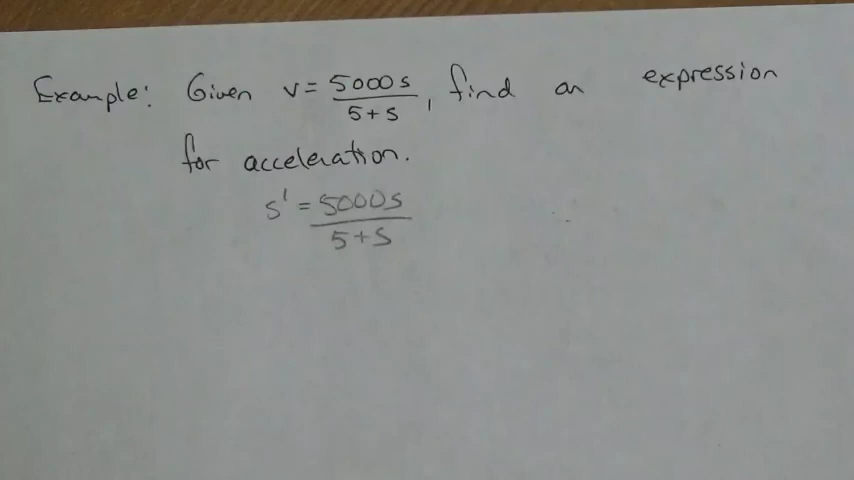 Example: Given v = 5000s / 5+s, find an expression
for acceleration.
s' = 5000s / 5+s